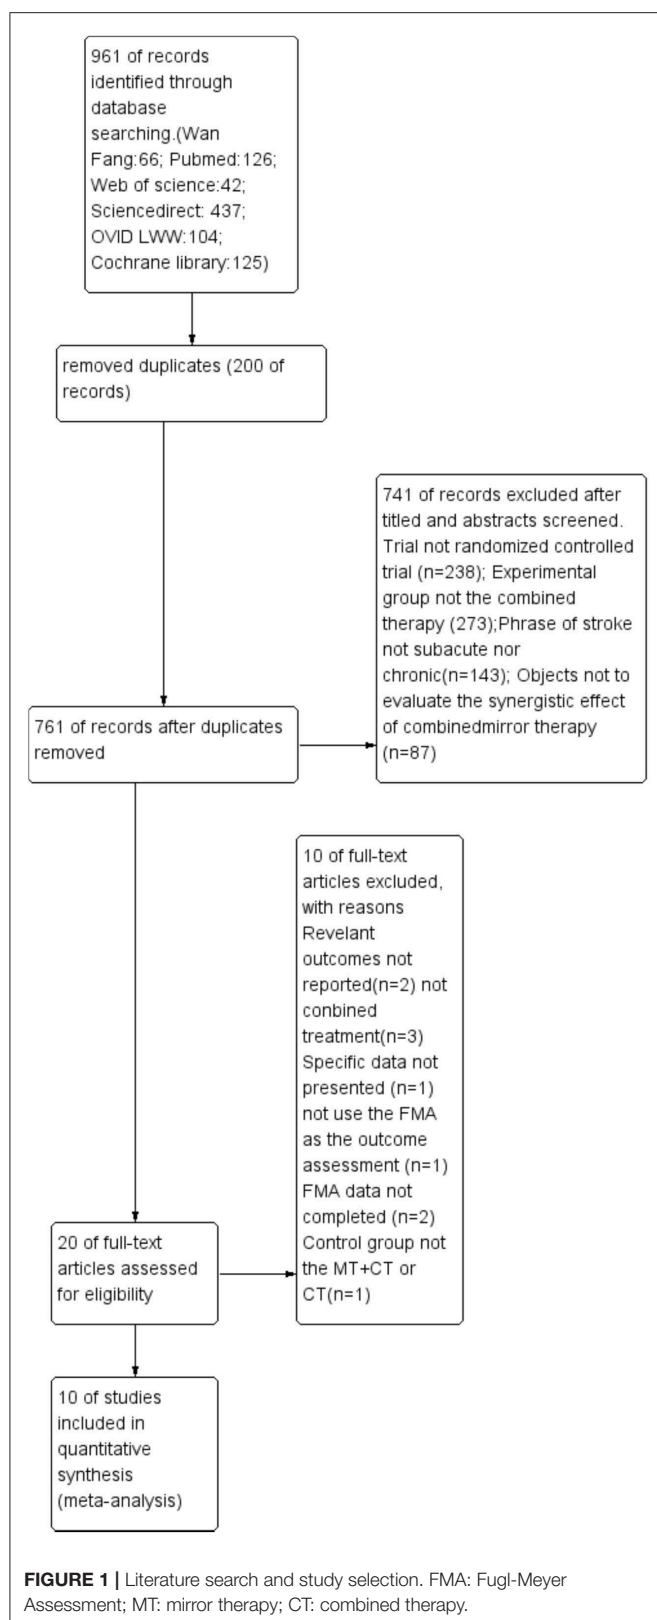 961 of records
identified through
database
searching.(Wan
Fang:66; Pubmed:126;
Web of science:42;
Sciencedirect: 437;
OVID LWW:104;
Cochrane library:125)
removed duplicates (200 of
records)
741 of records excluded after
titled and abstracts screened.
Trial not randomized controlled
trial (n=238); Experimental
group not the combined
therapy (273);Phrase of stroke
not subacute nor
chronic(n=143); Objects not to
evaluate the synergistic effect
of combinedmirror therapy
(n=87)
761 of records after duplicates
removed
10 of full-text
articles excluded,
with reasons
Revelant
outcomes not
reported(n=2) not
conbined
treatment(n=3)
Specific data not
presented (n=1)
not use the FMA
as the outcome
assessment (n=1)
FMA data not
completed (n=2)
Control group not
the MT+CT or
CT(n=1)
20 of full-text
articles assessed
for eligibility
10 of studies
included in
quantitative
synthesis
(meta-analysis)
FIGURE 1 | Literature search and study selection. FMA: Fugl-Meyer
Assessment; MT: mirror therapy; CT: combined therapy.